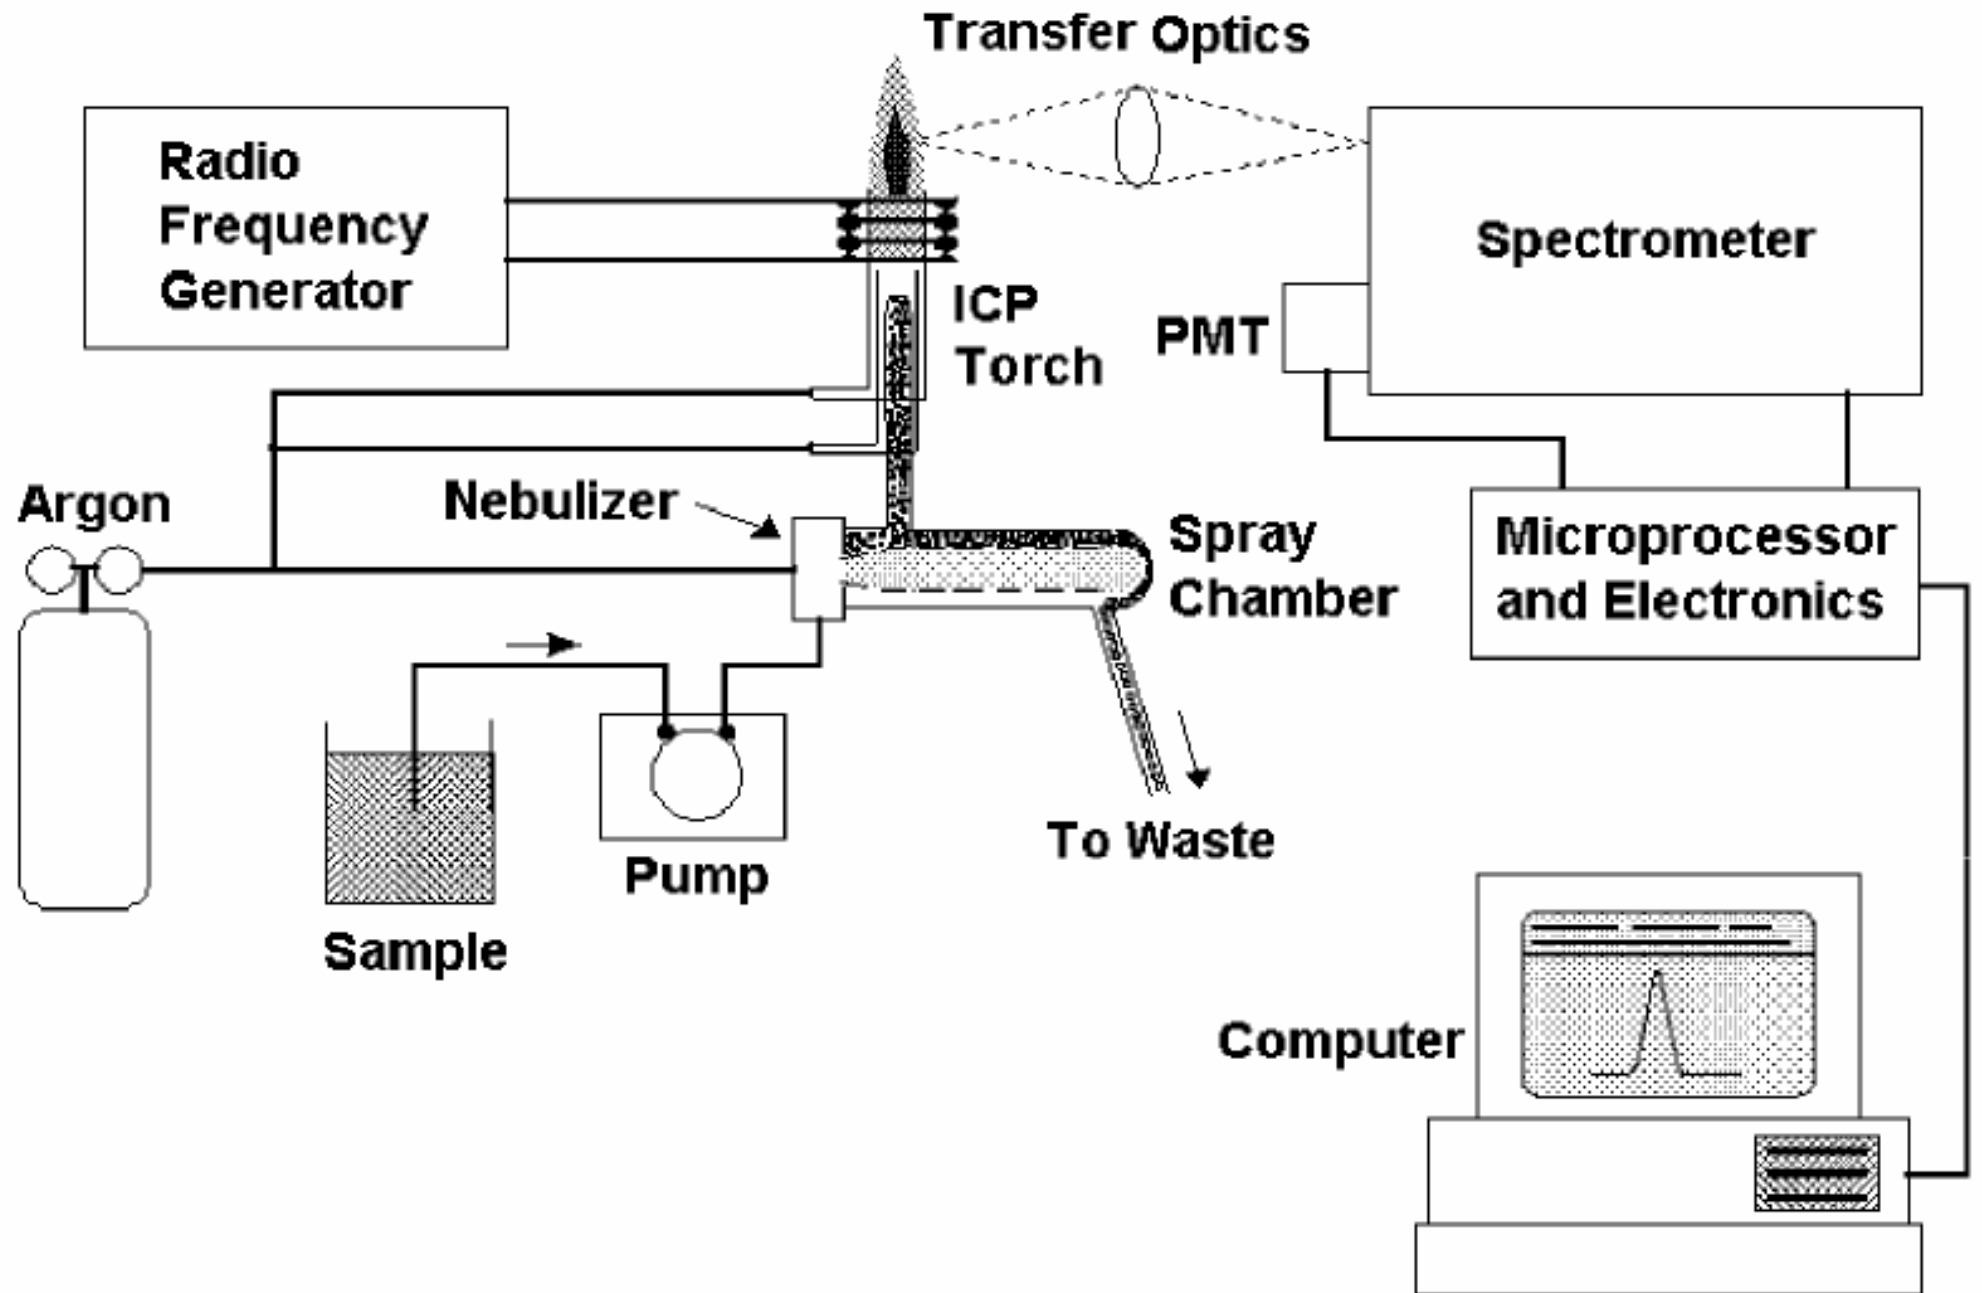 Transfer Optics
Radio
Frequency
Generator
Spectrometer
ICP
Torch
PMT
Argon
Nebulizer
Spray
Chamber
Microprocessor
and Electronics
To Waste
Pump
Sample
Computer